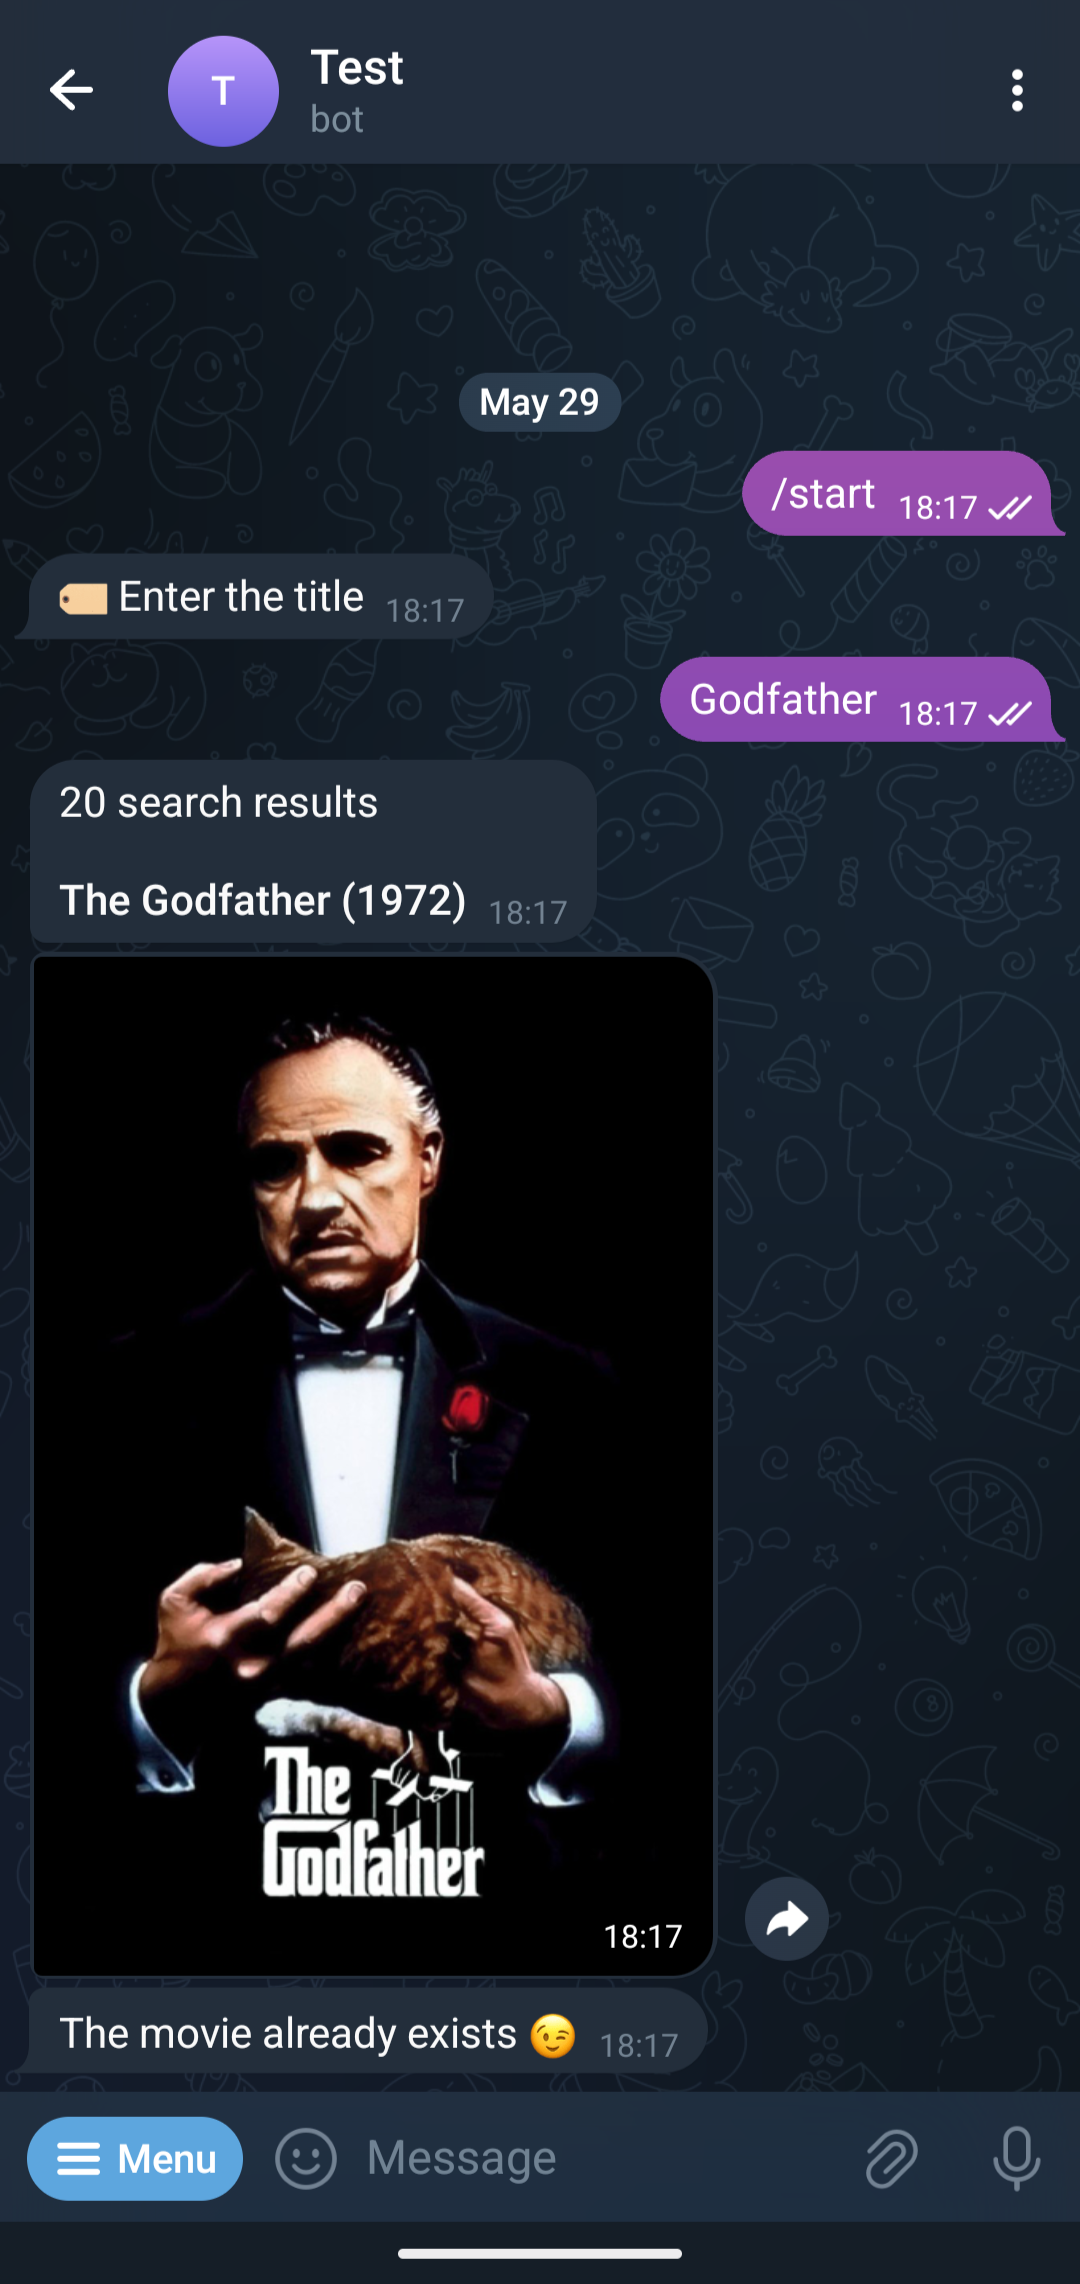 T
Test
bot
May 29
/start 18:17
🏷️ Enter the title 18:17
Godfather 18:17
20 search results
The Godfather (1972) 18:17
The
Godfather
18:17
The movie already exists 😉 18:17
Menu
Message